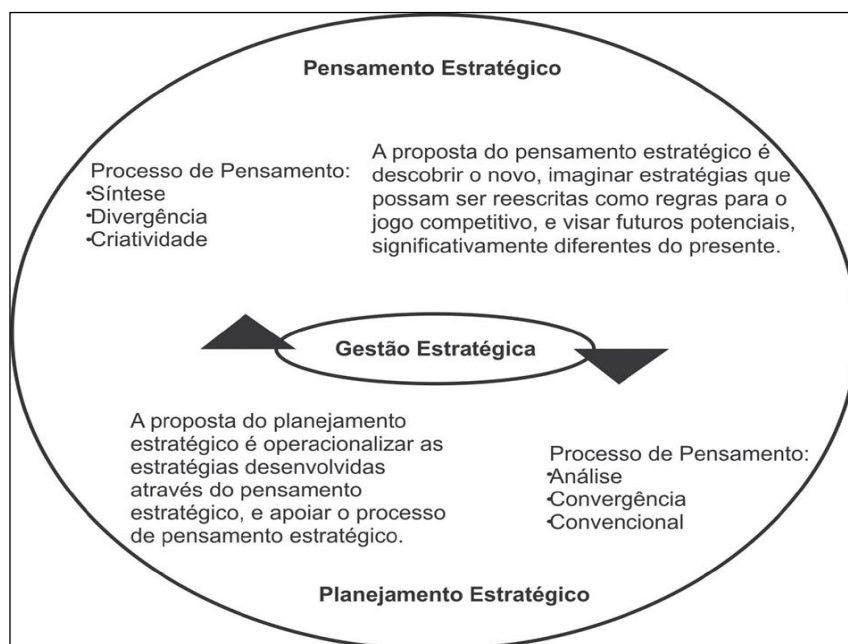 Pensamento Estratégico
Processo de Pensamento:
•Síntese
•Divergência
•Criatividade
A proposta do pensamento estratégico é
descobrir o novo, imaginar estratégias que
possam ser reescritas como regras para o
jogo competitivo, e visar futuros potenciais,
significativamente diferentes do presente.
Gestão Estratégica
A proposta do planejamento
estratégico é operacionalizar as
estratégias desenvolvidas
através do pensamento
estratégico, e apoiar o processo
de pensamento estratégico.
Processo de Pensamento:
•Análise
•Convergência
•Convencional
Planejamento Estratégico